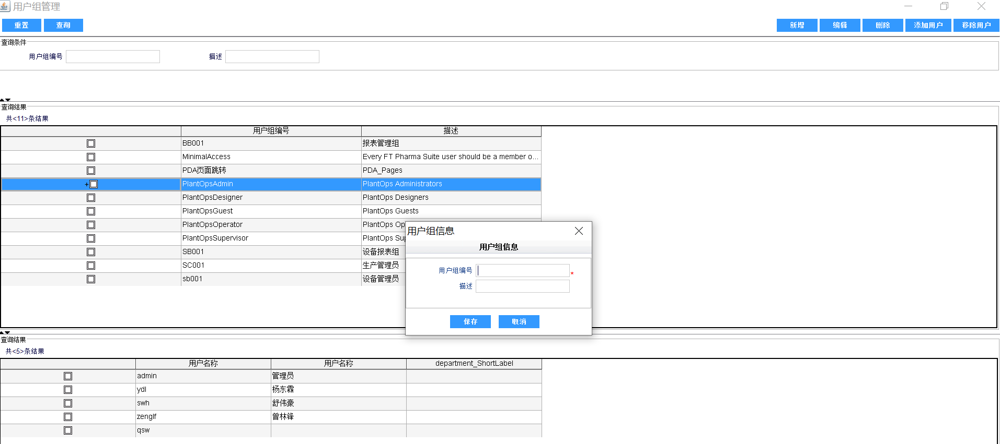 用户组管理
重置 查询 新增 编辑 删除 添加用户 移除用户
查询条件
用户组编号 描述
查询结果
共<11>条结果
用户组编号 描述
BB001 报表管理组
MinimalAccess Every FT Pharma Suite user should be a member o...
PDA页面跳转 PDA_Pages
+ PlantOpsAdmin PlantOps Administrators
PlantOpsDesigner PlantOps Designers
PlantOpsGuest PlantOps Guests
PlantOpsOperator PlantOps Op
PlantOpsSupervisor PlantOps Sup
SB001 设备报表组
SC001 生产管理员
sb001 设备管理员
用户组信息
用户组信息
用户组编号 *
描述
保存 取消
查询结果
共<5>条结果
用户名称 用户名称 department_ShortLabel
admin 管理员
ydl 杨东霖
swh 舒伟豪
zenglf 曾林锋
qsw